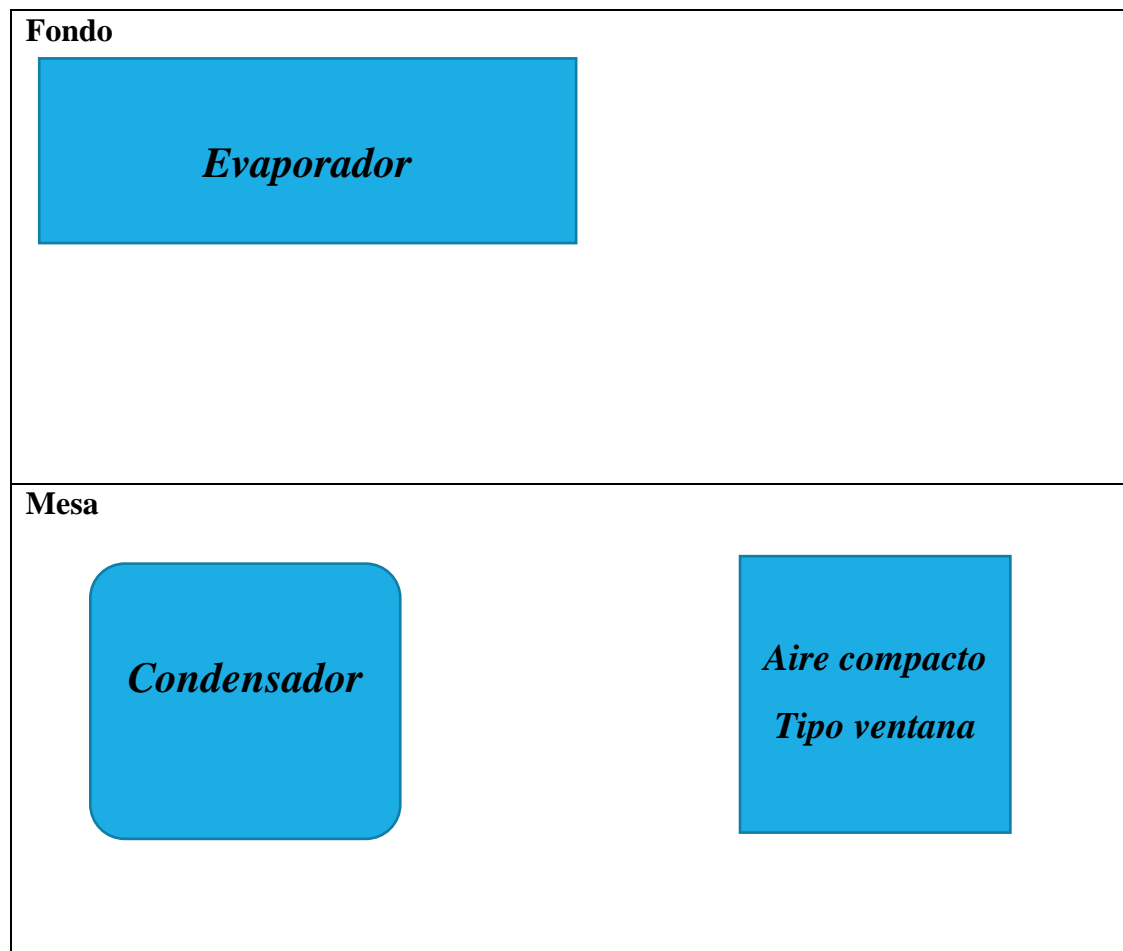 Fondo
Evaporador
Mesa
Condensador
Aire compacto
Tipo ventana